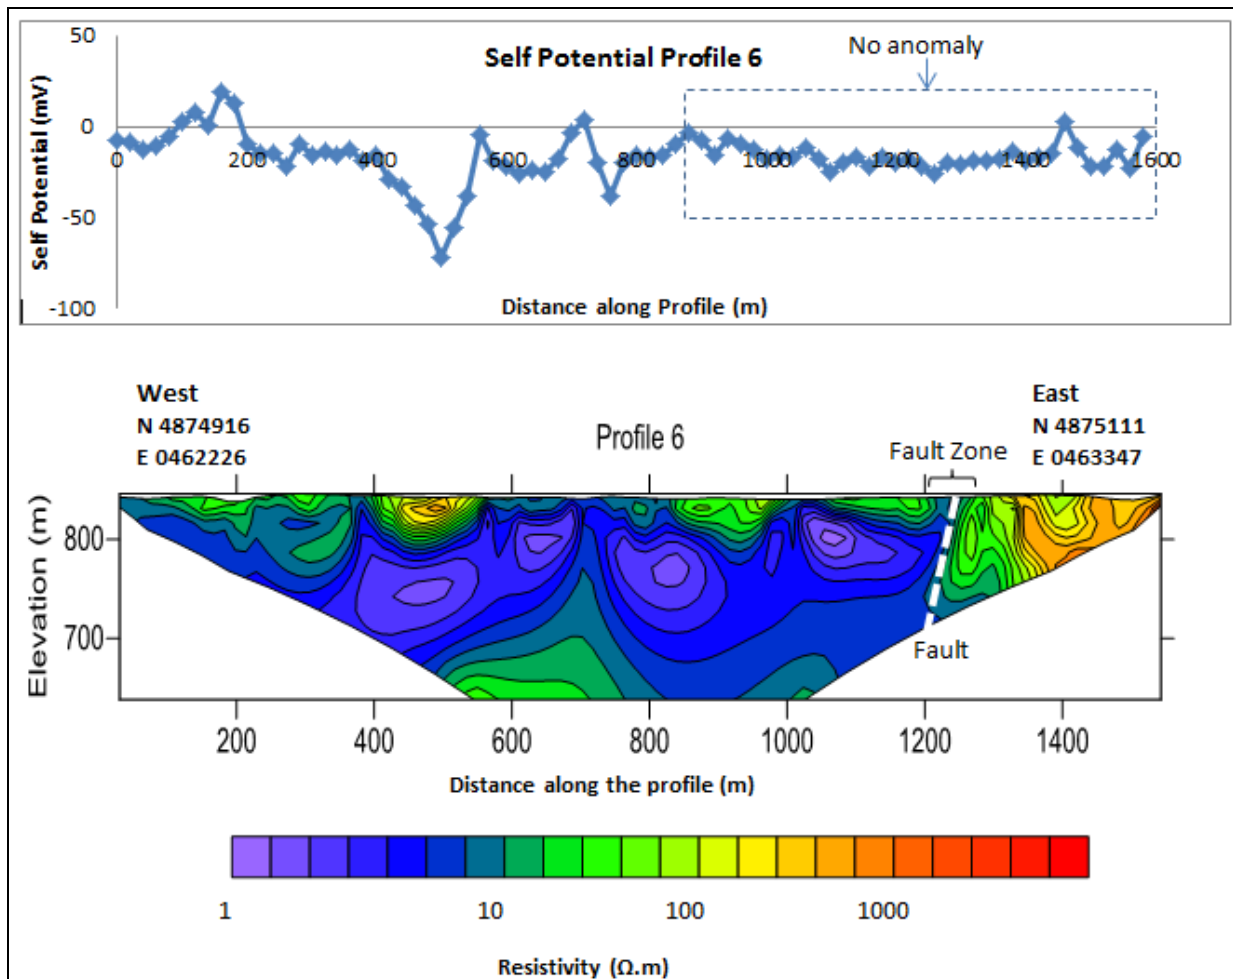 Self Potential Profile 6
No anomaly
Self Potential (mV)
50
0
-50
-100
0 200 400 600 800 1000 1200 1400 1600
Distance along Profile (m)
West
N 4874916
E 0462226
East
N 4875111
E 0463347
Profile 6
Fault Zone
Elevation (m)
800
700
Fault
200 400 600 800 1000 1200 1400
Distance along the profile (m)
1 10 100 1000
Resistivity (Ω.m)